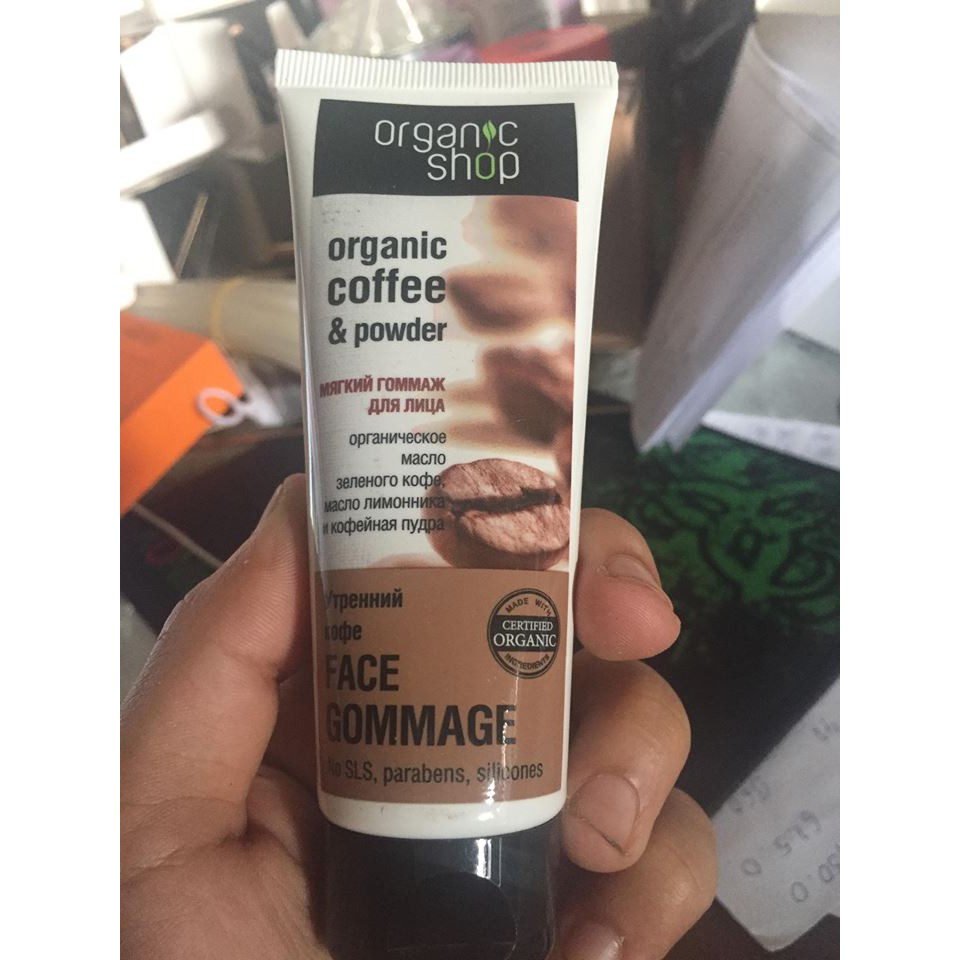 organic
shop
organic
coffee
& powder
мягкий гоммаж
для лица
органическое
масло
зеленого кофе,
масло лимонника
и кофейная пудра
Утренний
кофе
MADE WITH
CERTIFIED
ORGANIC
INGREDIENTS
FACE
GOMMAGE
No SLS, parabens, silicones